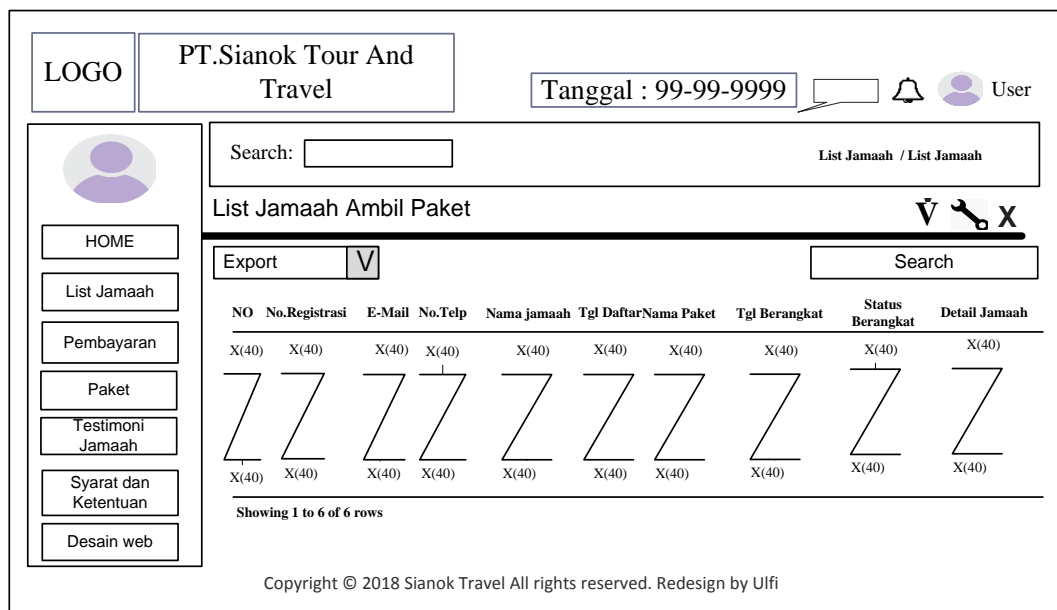 LOGO
PT.Sianok Tour And
Travel
Tanggal : 99-99-9999
User
HOME
List Jamaah
Pembayaran
Paket
Testimoni
Jamaah
Syarat dan
Ketentuan
Desain web
Search:
List Jamaah / List Jamaah
List Jamaah Ambil Paket
V X
Export V
Search
NO No.Registrasi E-Mail No.Telp Nama jamaah Tgl Daftar Nama Paket Tgl Berangkat Status Berangkat Detail Jamaah
X(40) X(40) X(40) X(40) X(40) X(40) X(40) X(40) X(40) X(40)
X(40) X(40) X(40) X(40) X(40) X(40) X(40) X(40) X(40) X(40)
Showing 1 to 6 of 6 rows
Copyright © 2018 Sianok Travel All rights reserved. Redesign by Ulfi